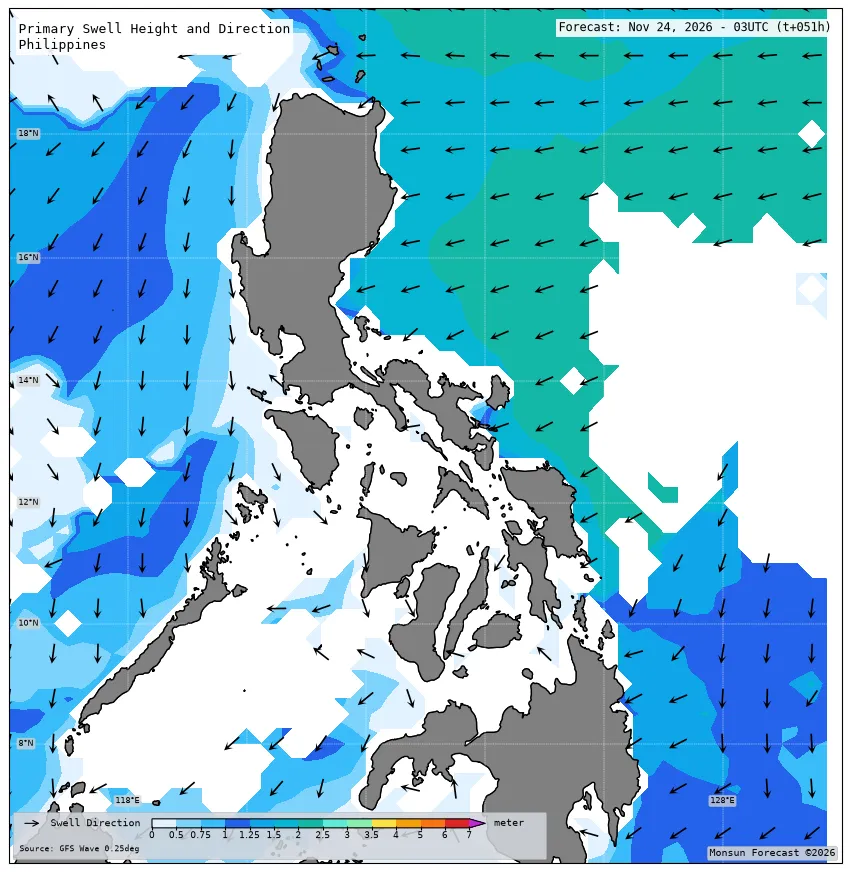 Primary Swell Height and Direction
Philippines
Forecast: Nov 24, 2026 - 03UTC (t+051h)
18°N
16°N
14°N
12°N
10°N
8°N
118°E
128°E
Swell Direction
0 0.5 0.75 1 1.25 1.5 2 2.5 3 3.5 4 5 6 7
meter
Source: GFS Wave 0.25deg
Monsun Forecast ©2026